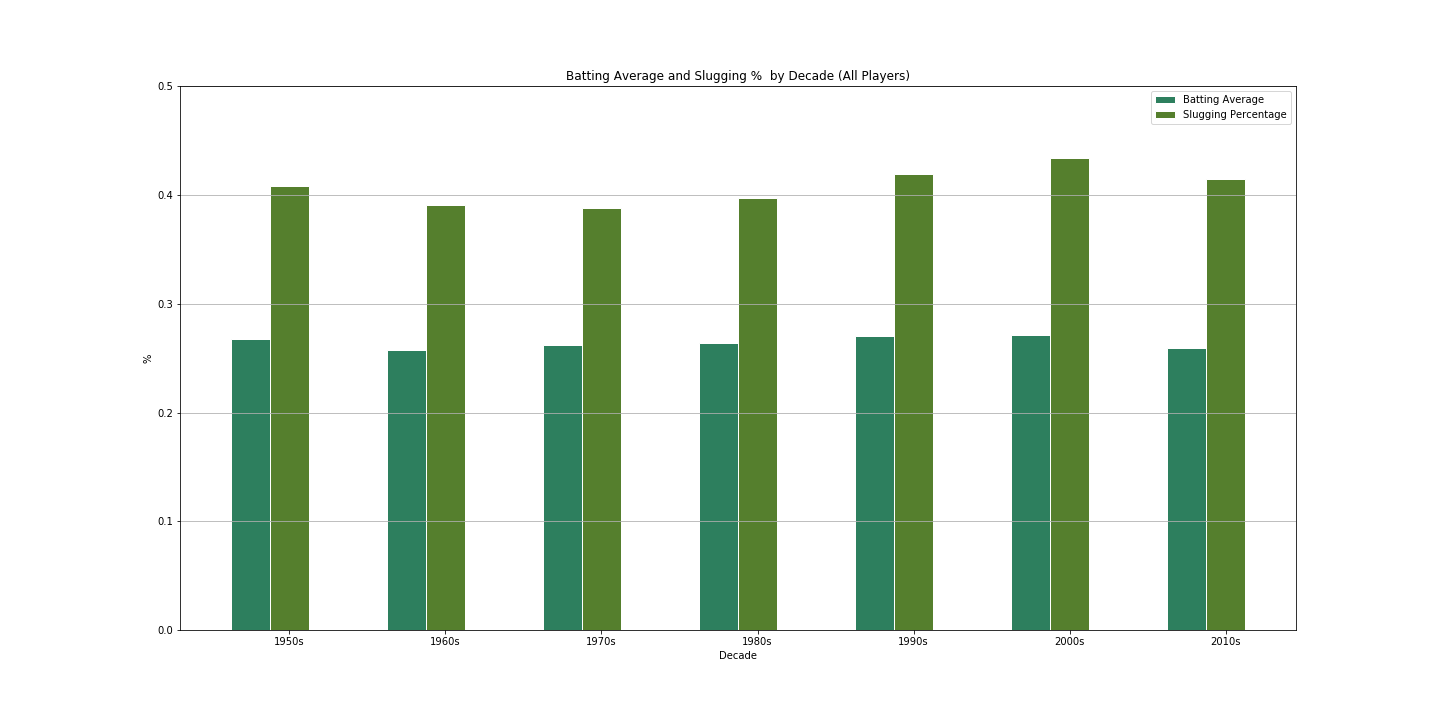 Batting Average and Slugging %  by Decade (All Players)
Batting Average
Slugging Percentage
0.5
0.4
0.3
0.2
0.1
0.0
%
1950s 1960s 1970s 1980s 1990s 2000s 2010s
Decade